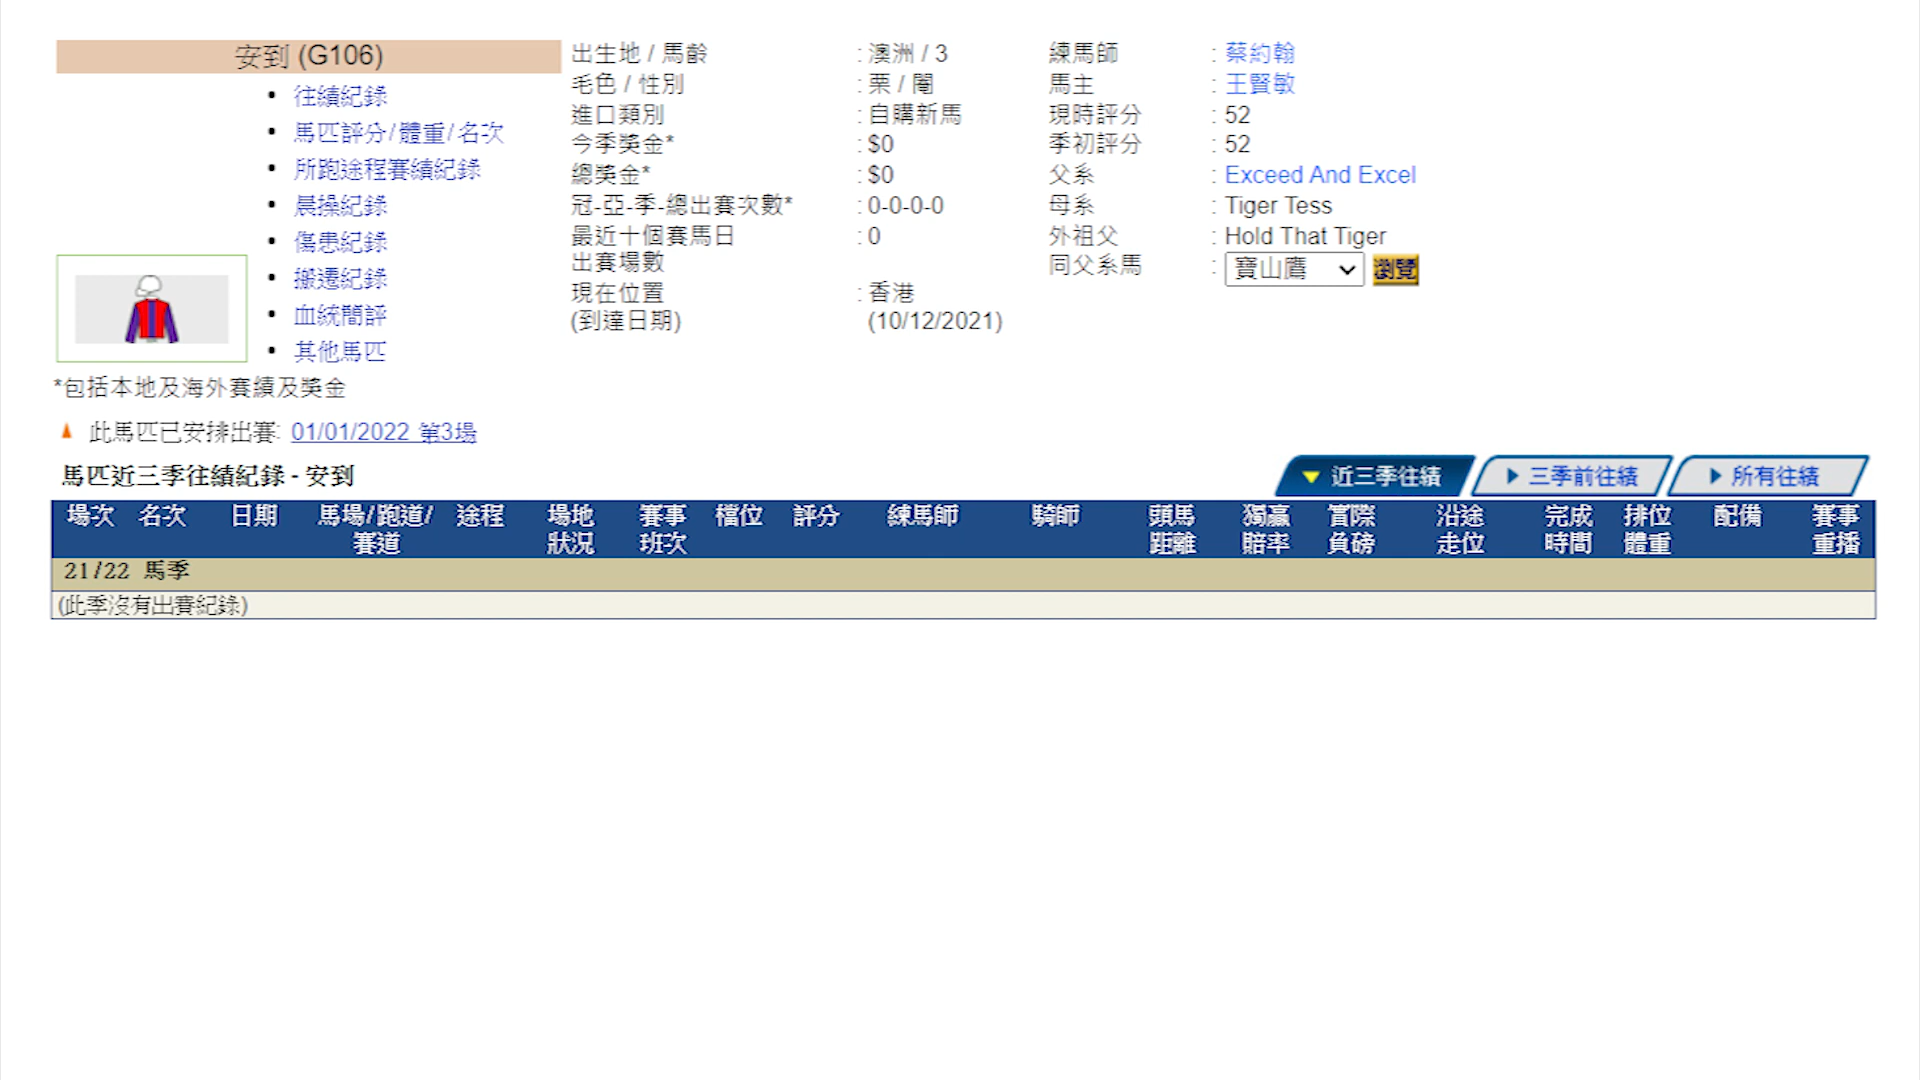 安到 (G106)
• 往績紀錄
• 馬匹評分/體重/名次
• 所跑途程賽績紀錄
• 晨操紀錄
• 傷患紀錄
• 搬遷紀錄
• 血統簡評
• 其他馬匹
出生地 / 馬齡 : 澳洲 / 3
毛色 / 性別 : 栗 / 閹
進口類別 : 自購新馬
今季獎金* : $0
總獎金* : $0
冠-亞-季-總出賽次數* : 0-0-0-0
最近十個賽馬日 : 0
出賽場數
現在位置 : 香港
(到達日期) (10/12/2021)
練馬師 : 蔡約翰
馬主 : 王賢敏
現時評分 : 52
季初評分 : 52
父系 : Exceed And Excel
母系 : Tiger Tess
外祖父 : Hold That Tiger
同父系馬 : 寶山鷹 瀏覽
*包括本地及海外賽績及獎金
此馬匹已安排出賽: 01/01/2022 第3場
馬匹近三季往績紀錄 - 安到
近三季往績 三季前往績 所有往績
場次 名次 日期 馬場/跑道/ 途程 場地 賽事 檔位 評分 練馬師 騎師 頭馬 獨贏 實際 沿途 完成 排位 配備 賽事
賽道 狀況 班次 距離 賠率 負磅 走位 時間 體重 重播
21/22 馬季
(此季沒有出賽紀錄)